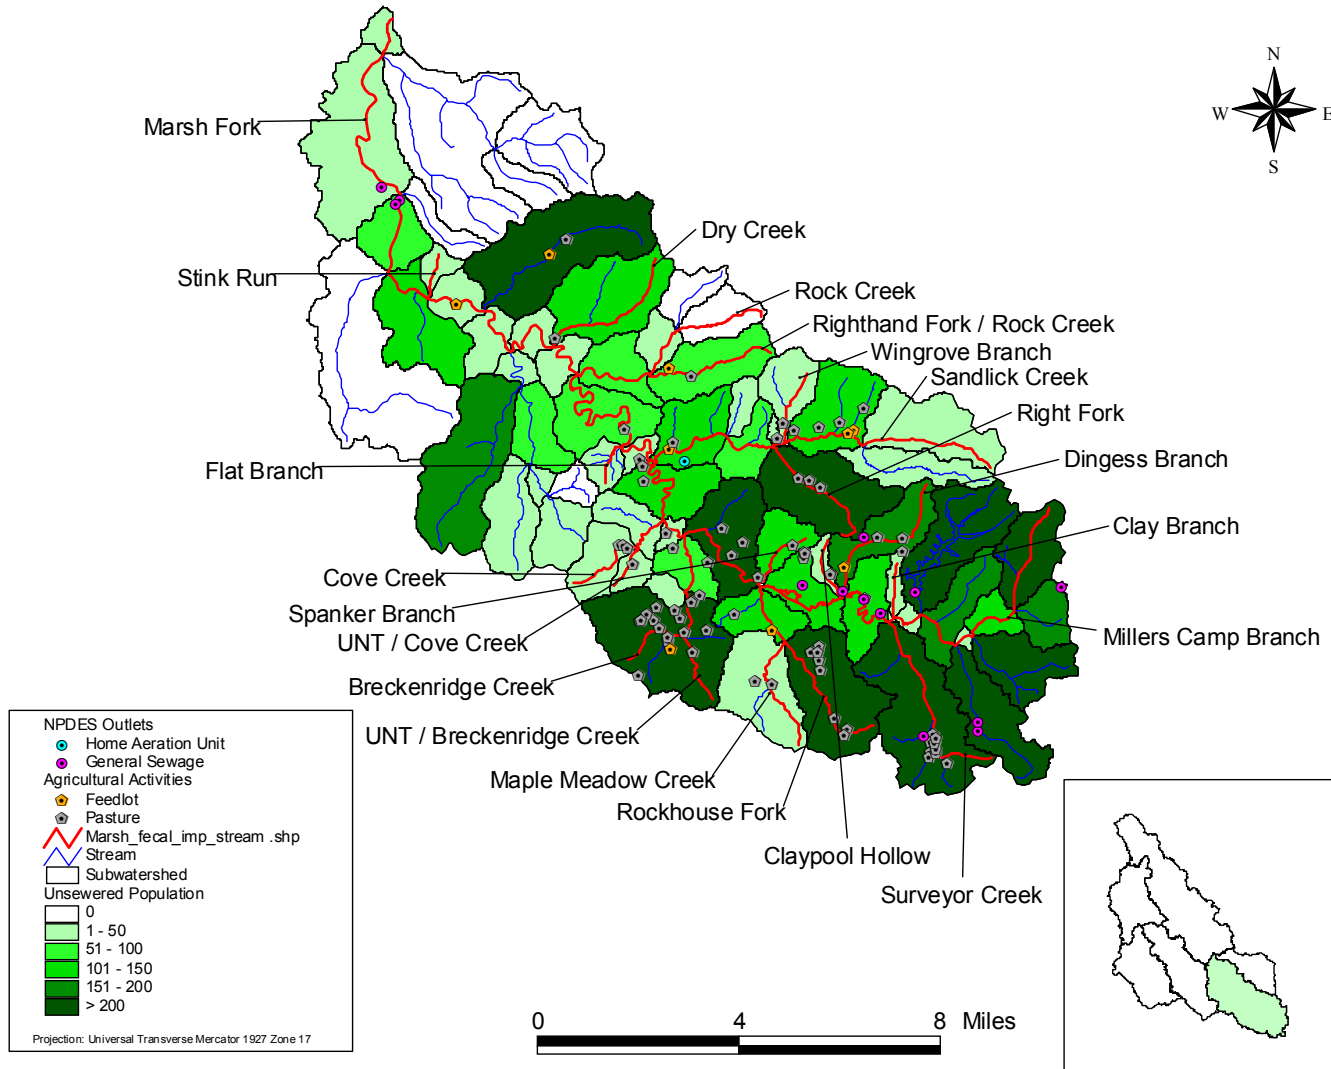 N
W
E
S
Marsh Fork
Dry Creek
Stink Run
Rock Creek
Righthand Fork / Rock Creek
Wingrove Branch
Sandlick Creek
Right Fork
Flat Branch
Dingess Branch
Clay Branch
Cove Creek
Spanker Branch
UNT / Cove Creek
Millers Camp Branch
Breckenridge Creek
UNT / Breckenridge Creek
Maple Meadow Creek
Rockhouse Fork
Claypool Hollow
Surveyor Creek
NPDES Outlets
Home Aeration Unit
General Sewage
Agricultural Activities
Feedlot
Pasture
Marsh_fecal_imp_stream .shp
Stream
Subwatershed
Unsewered Population
0
1 - 50
51 - 100
101 - 150
151 - 200
> 200
Projection: Universal Transverse Mercator 1927 Zone 17
0 4 8 Miles